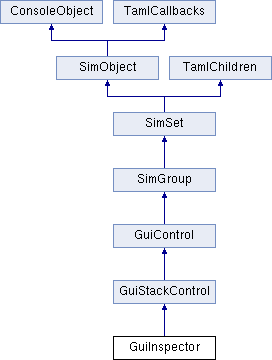 ConsoleObject TamlCallbacks
SimObject TamlChildren
SimSet
SimGroup
GuiControl
GuiStackControl
GuiInspector